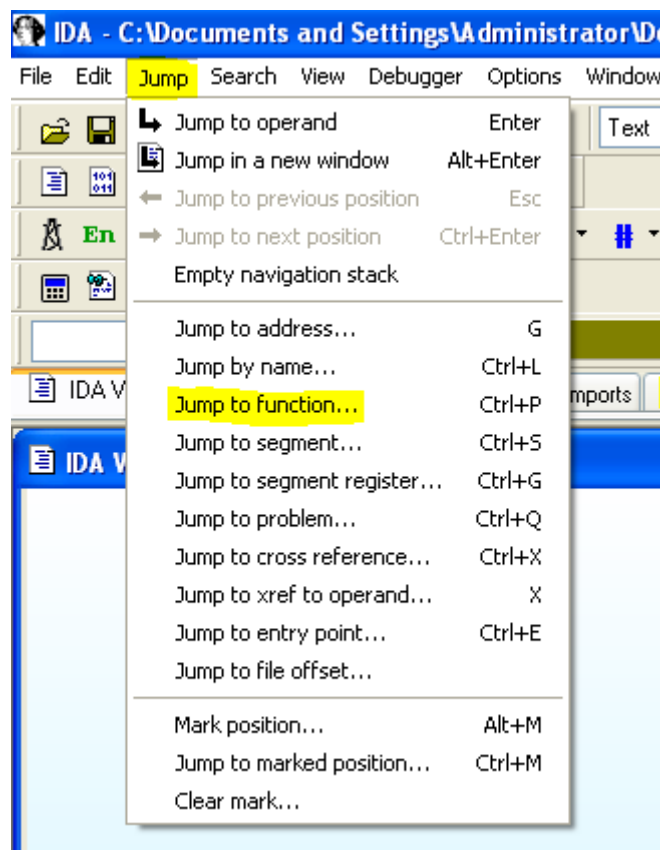 IDA - C:\Documents and Settings\Administrator\De
File Edit Jump Search View Debugger Options Window
Jump to operand Enter
Text
Jump in a new window Alt+Enter
Jump to previous position Esc
En
Jump to next position Ctrl+Enter
Empty navigation stack
Jump to address... G
Jump by name... Ctrl+L
IDA V
Jump to function... Ctrl+P
mports
Jump to segment... Ctrl+S
IDA V
Jump to segment register... Ctrl+G
Jump to problem... Ctrl+Q
Jump to cross reference... Ctrl+X
Jump to xref to operand... X
Jump to entry point... Ctrl+E
Jump to file offset...
Mark position... Alt+M
Jump to marked position... Ctrl+M
Clear mark...